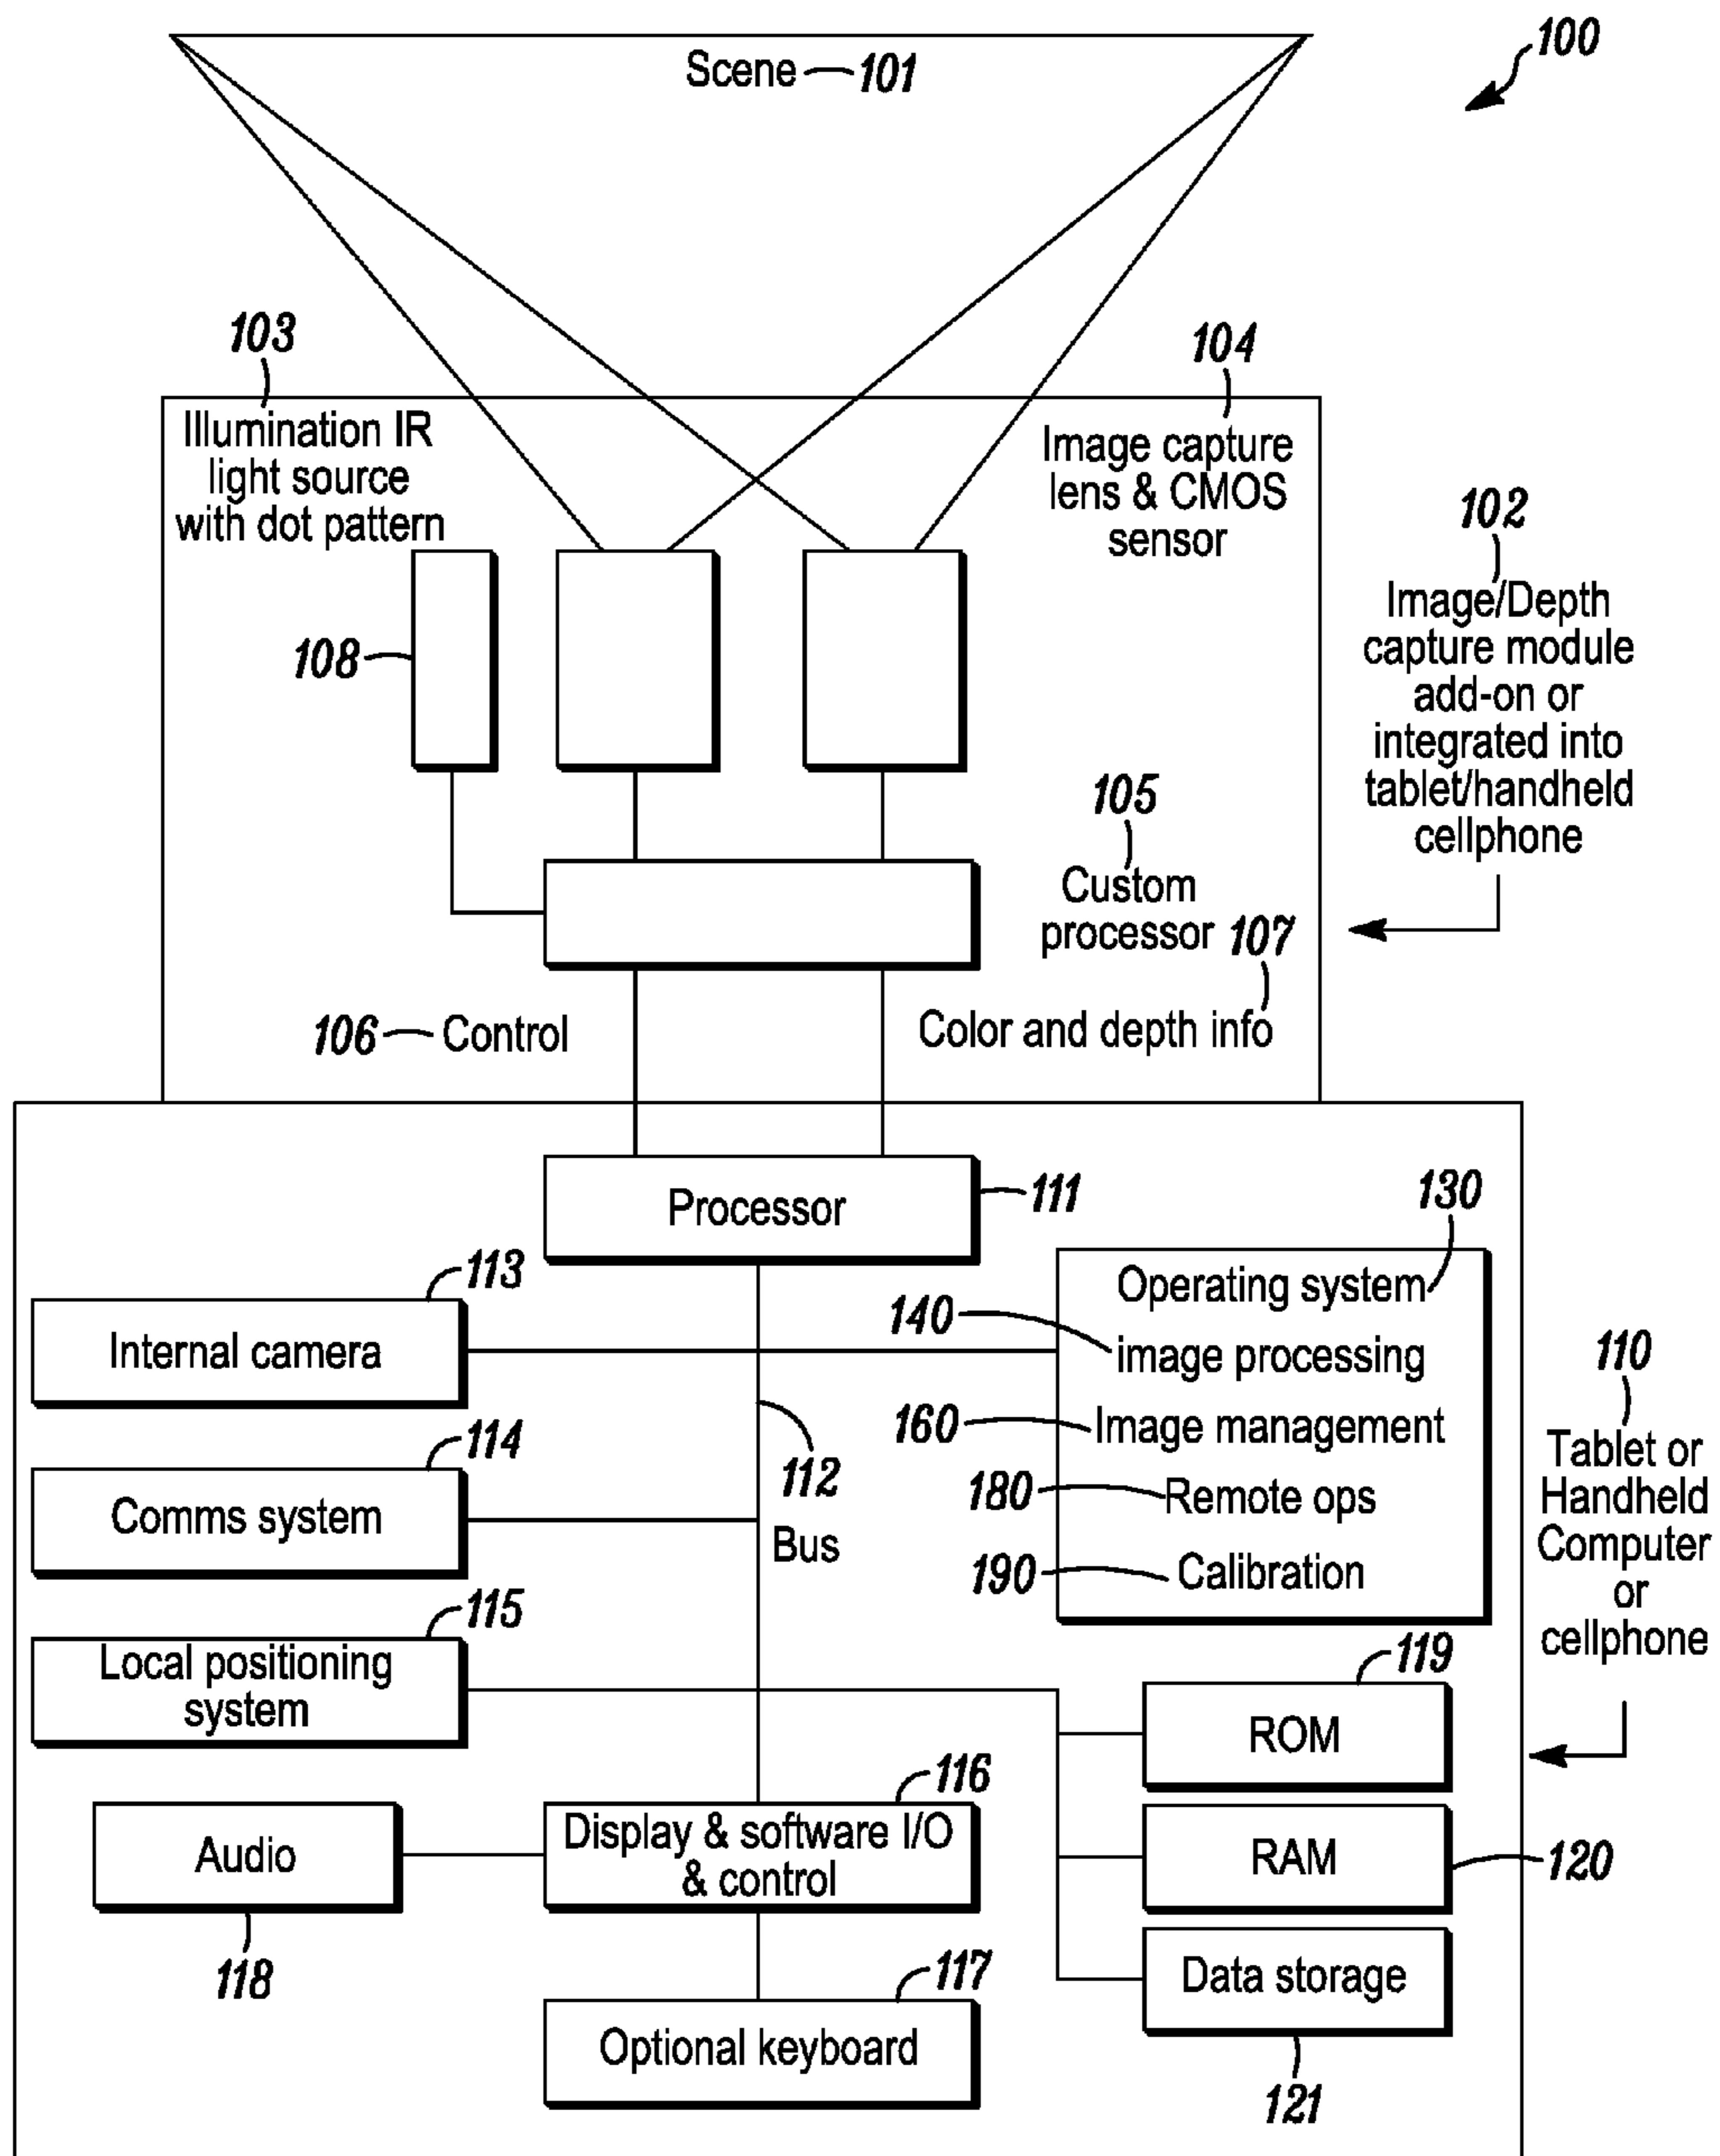 100
Scene 101
103
Illumination IR
light source
with dot pattern
104
Image capture
lens & CMOS
sensor
102
Image/Depth
capture module
add-on or
integrated into
tablet/handheld
cellphone
108
105
Custom
processor
107
106 Control
Color and depth info
Processor
111
130
Operating system
140
image processing
160
Image management
180
Remote ops
190
Calibration
113
Internal camera
114
Comms system
112
Bus
110
Tablet or
Handheld
Computer
or
cellphone
115
Local positioning
system
119
ROM
116
Display & software I/O
& control
Audio
118
RAM
120
117
Optional keyboard
Data storage
121